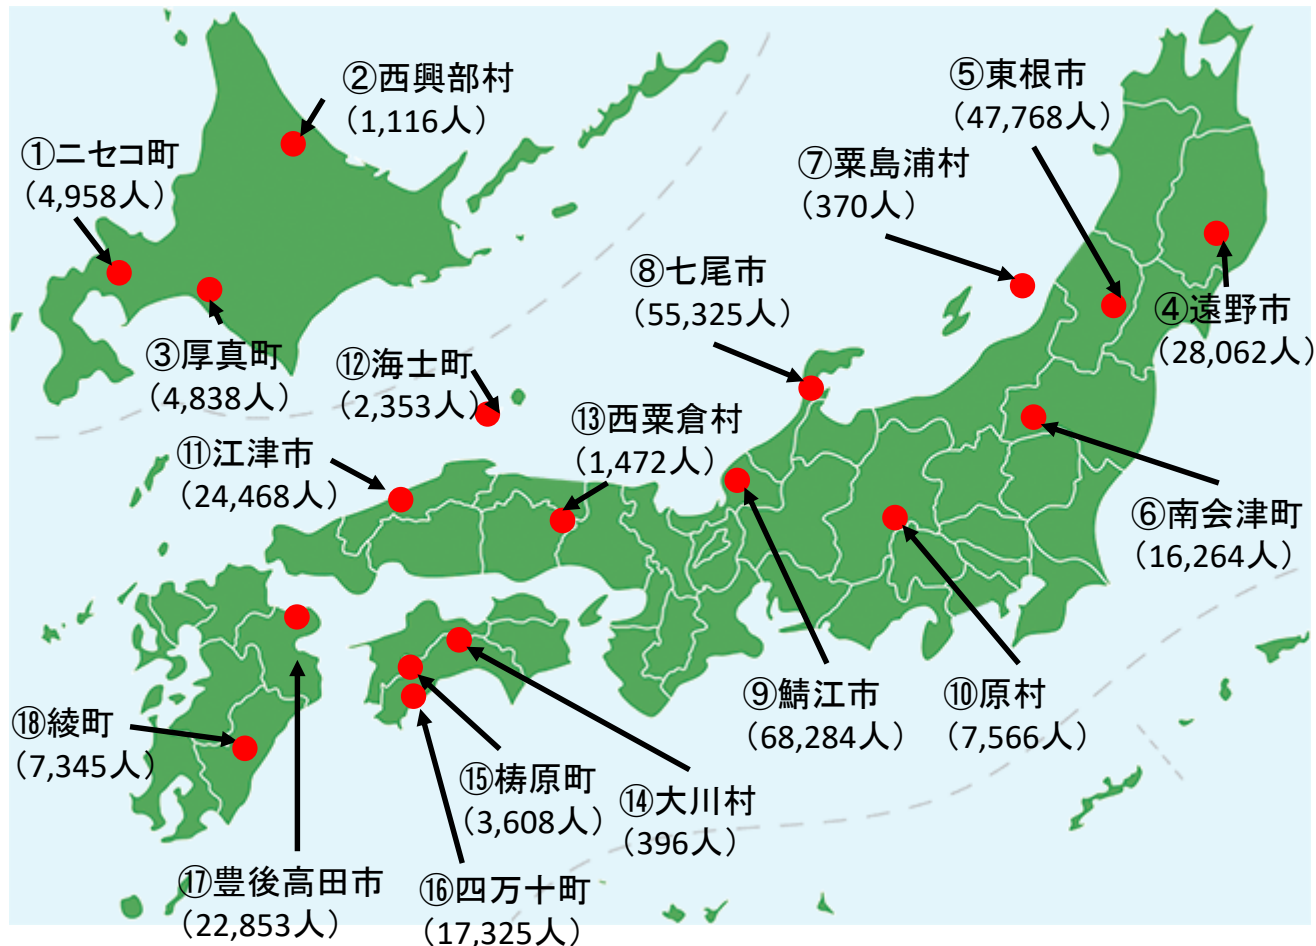 ①ニセコ町
（4,958人）
②西興部村
（1,116人）
③厚真町
（4,838人）
④遠野市
（28,062人）
⑤東根市
（47,768人）
⑥南会津町
（16,264人）
⑦粟島浦村
（370人）
⑧七尾市
（55,325人）
⑨鯖江市
（68,284人）
⑩原村
（7,566人）
⑪江津市
（24,468人）
⑫海士町
（2,353人）
⑬西粟倉村
（1,472人）
⑭大川村
（396人）
⑮梼原町
（3,608人）
⑯四万十町
（17,325人）
⑰豊後高田市
（22,853人）
⑱綾町
（7,345人）